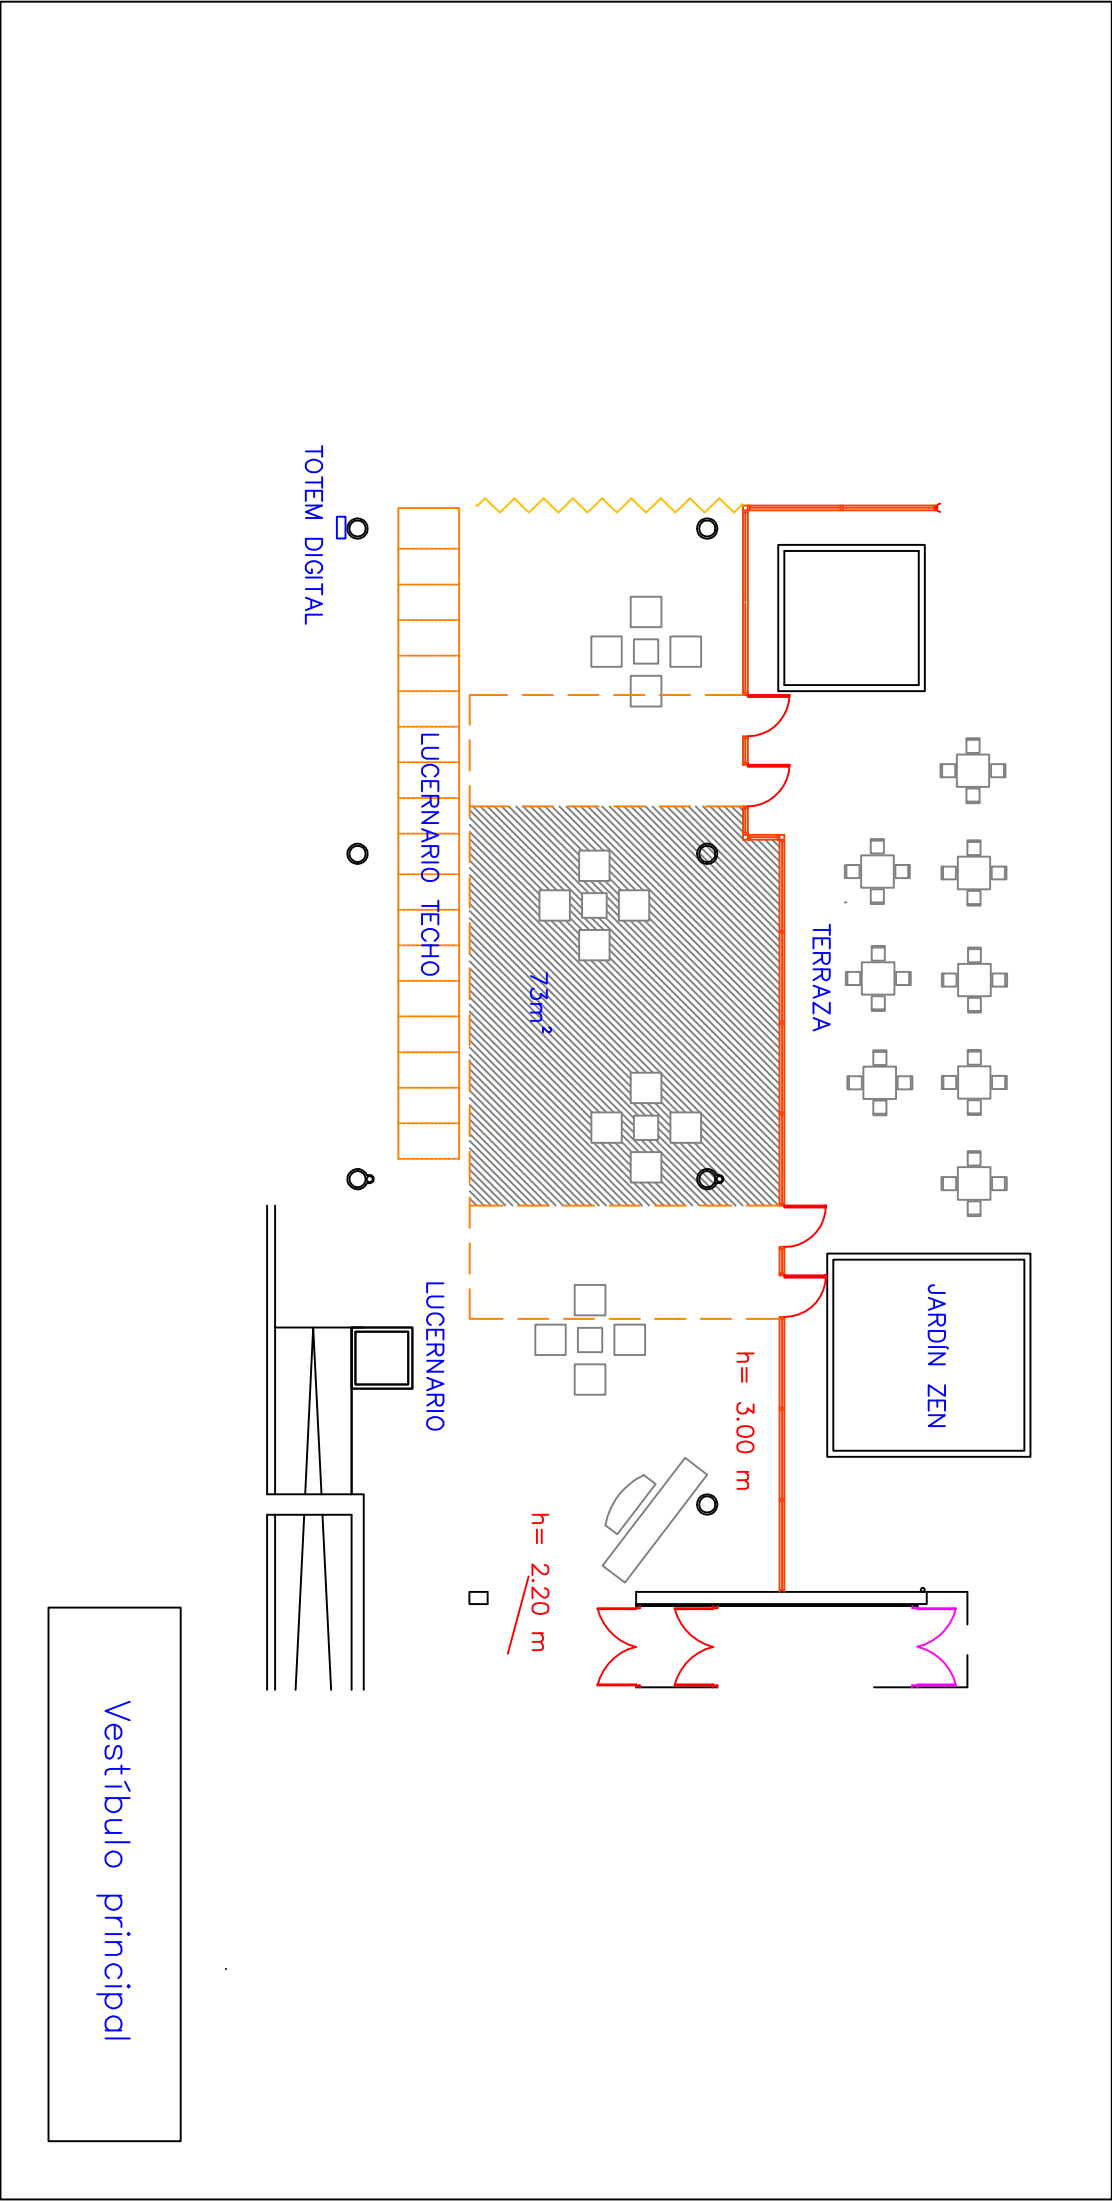 JARDÍN ZEN
TERRAZA
h= 3.00 m
73m²
h= 2.20 m
LUCERNARIO TECHO
LUCERNARIO
TOTEM DIGITAL
Vestíbulo principal